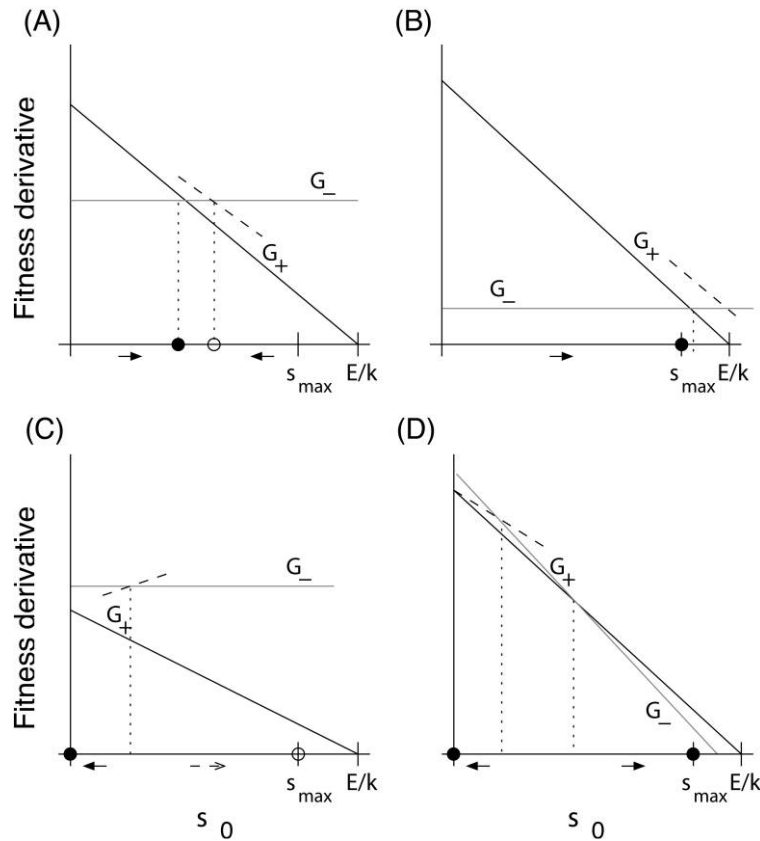 (A)
(B)
Fitness derivative
G_
G+
s max E/k
G+
G_
s max E/k
(C)
(D)
Fitness derivative
G_
G+
s max E/k
s 0
G+
G_
s max E/k
s 0